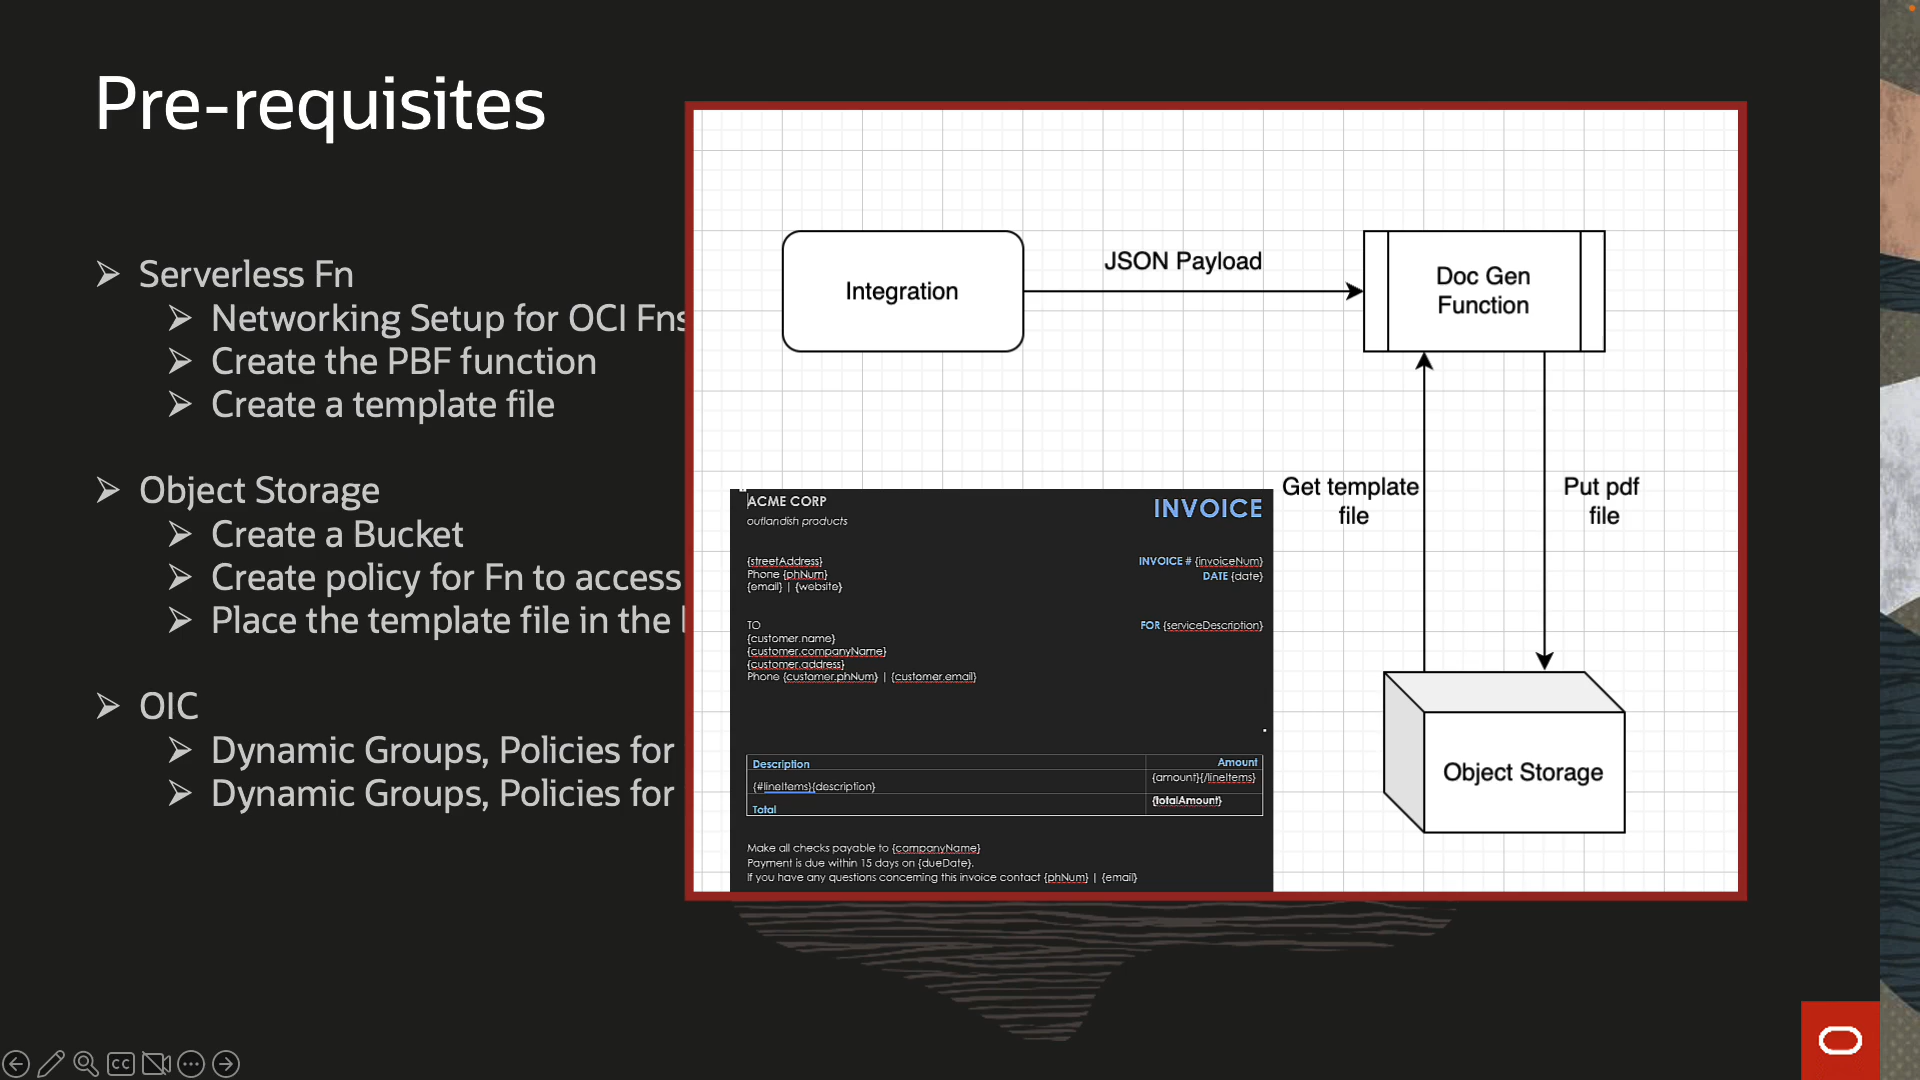 Pre-requisites
Serverless Fn
Networking Setup for OCI Fns
Create the PBF function
Create a template file
Object Storage
Create a Bucket
Create policy for Fn to access
Place the template file in the
OIC
Dynamic Groups, Policies for
Dynamic Groups, Policies for
Integration
JSON Payload
Doc Gen
Function
Get template
file
Put pdf
file
Object Storage
ACME CORP
outlandish products
INVOICE
{streetAddress}
Phone {phNum}
{email} | {website}
INVOICE # {invoiceNum}
DATE {date}
TO
{customer.name}
{customer.companyName}
{customer.address}
Phone {customer.phNum} | {customer.email}
FOR {serviceDescription}
Description
Amount
{#lineItems}{description}
{amount}{/lineItems}
Total
{totalAmount}
Make all checks payable to {companyName}
Payment is due within 15 days on {dueDate}.
If you have any questions concerning this invoice contact {phNum} | {email}
CC